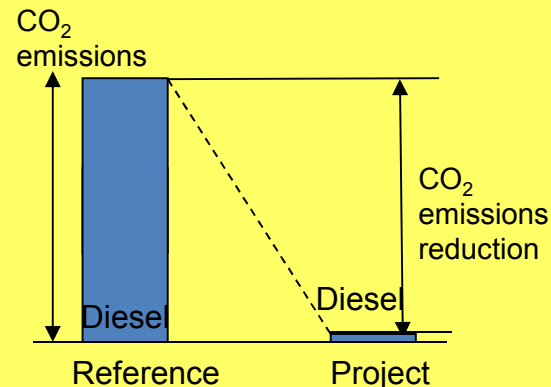 CO₂
emissions
CO₂
emissions
reduction
Diesel
Diesel
Reference
Project